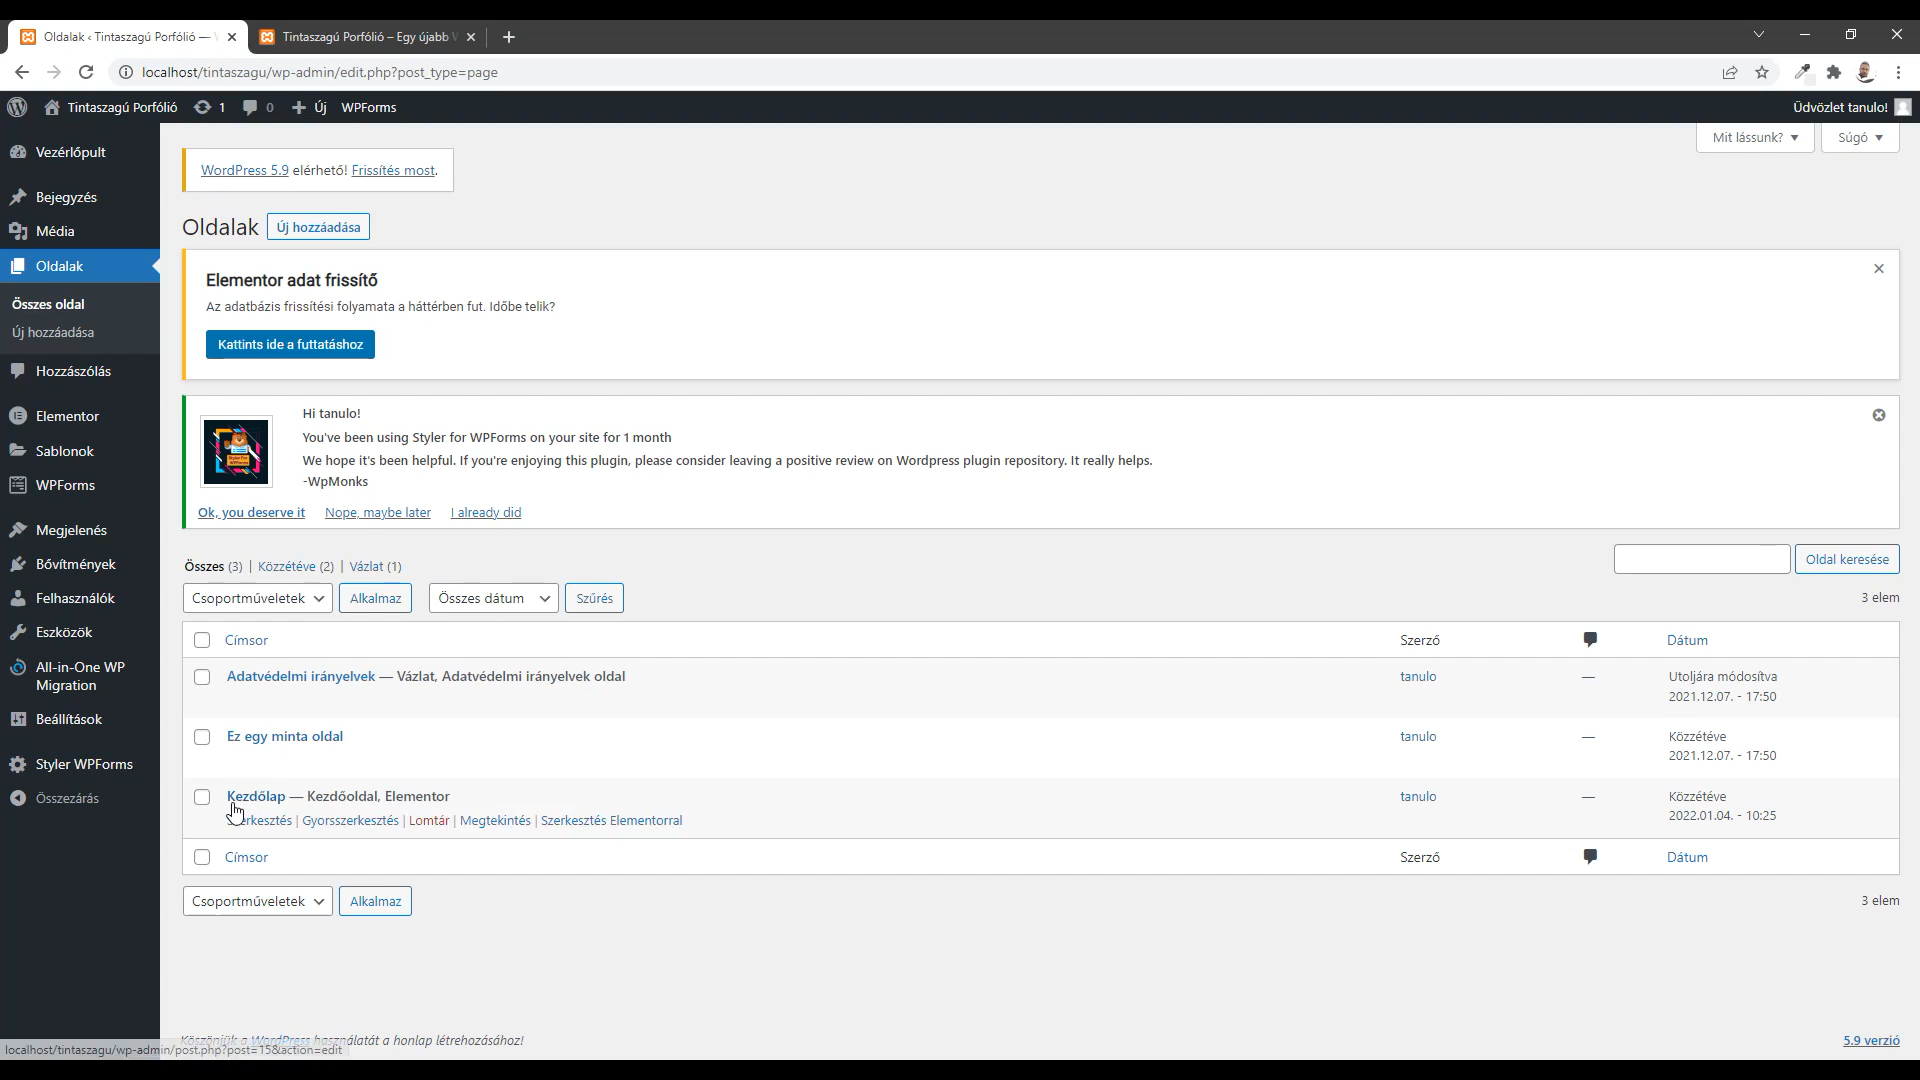 Oldalak ‹ Tintaszagú Porfólió —
Tintaszagú Porfólió – Egy újabb
localhost/tintaszagu/wp-admin/edit.php?post_type=page
Tintaszagú Porfólió
1
0
Új
WPForms
Üdvözlet tanulo!
Mit lássunk?
Súgó
Vezérlőpult
Bejegyzés
Média
Oldalak
Összes oldal
Új hozzáadása
Hozzászólás
Elementor
Sablonok
WPForms
Megjelenés
Bővítmények
Felhasználók
Eszközök
All-in-One WP
Migration
Beállítások
Styler WPForms
Összezárás
WordPress 5.9 elérhető! Frissítés most.
Oldalak
Új hozzáadása
Elementor adat frissítő
Az adatbázis frissítési folyamata a háttérben fut. Időbe telik?
Kattints ide a futtatáshoz
Hi tanulo!
You've been using Styler for WPForms on your site for 1 month
We hope it's been helpful. If you're enjoying this plugin, please consider leaving a positive review on Wordpress plugin repository. It really helps.
-WpMonks
Ok, you deserve it Nope, maybe later I already did
Összes (3) | Közzétéve (2) | Vázlat (1)
Oldal keresése
Csoportműveletek Alkalmaz Összes dátum Szűrés
3 elem
Címsor Szerző Dátum
Adatvédelmi irányelvek — Vázlat, Adatvédelmi irányelvek oldal tanulo — Utoljára módosítva
2021.12.07. - 17:50
Ez egy minta oldal tanulo — Közzétéve
2021.12.07. - 17:50
Kezdőlap — Kezdőoldal, Elementor tanulo — Közzétéve
2022.01.04. - 10:25
| Gyorsszerkesztés | Lomtár | Megtekintés | Szerkesztés Elementorral
Címsor Szerző Dátum
Csoportműveletek Alkalmaz
3 elem
Köszönjük a WordPress használatát a honlap létrehozásához!
5.9 verzió
localhost/tintaszagu/wp-admin/post.php?post=15&action=edit